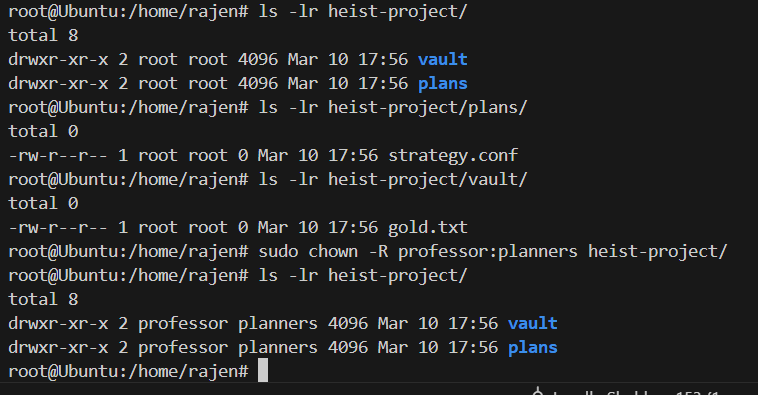 root@Ubuntu:/home/rajen# ls -lr heist-project/
total 8
drwxr-xr-x 2 root root 4096 Mar 10 17:56 vault
drwxr-xr-x 2 root root 4096 Mar 10 17:56 plans
root@Ubuntu:/home/rajen# ls -lr heist-project/plans/
total 0
-rw-r--r-- 1 root root 0 Mar 10 17:56 strategy.conf
root@Ubuntu:/home/rajen# ls -lr heist-project/vault/
total 0
-rw-r--r-- 1 root root 0 Mar 10 17:56 gold.txt
root@Ubuntu:/home/rajen# sudo chown -R professor:planners heist-project/
root@Ubuntu:/home/rajen# ls -lr heist-project/
total 8
drwxr-xr-x 2 professor planners 4096 Mar 10 17:56 vault
drwxr-xr-x 2 professor planners 4096 Mar 10 17:56 plans
root@Ubuntu:/home/rajen#